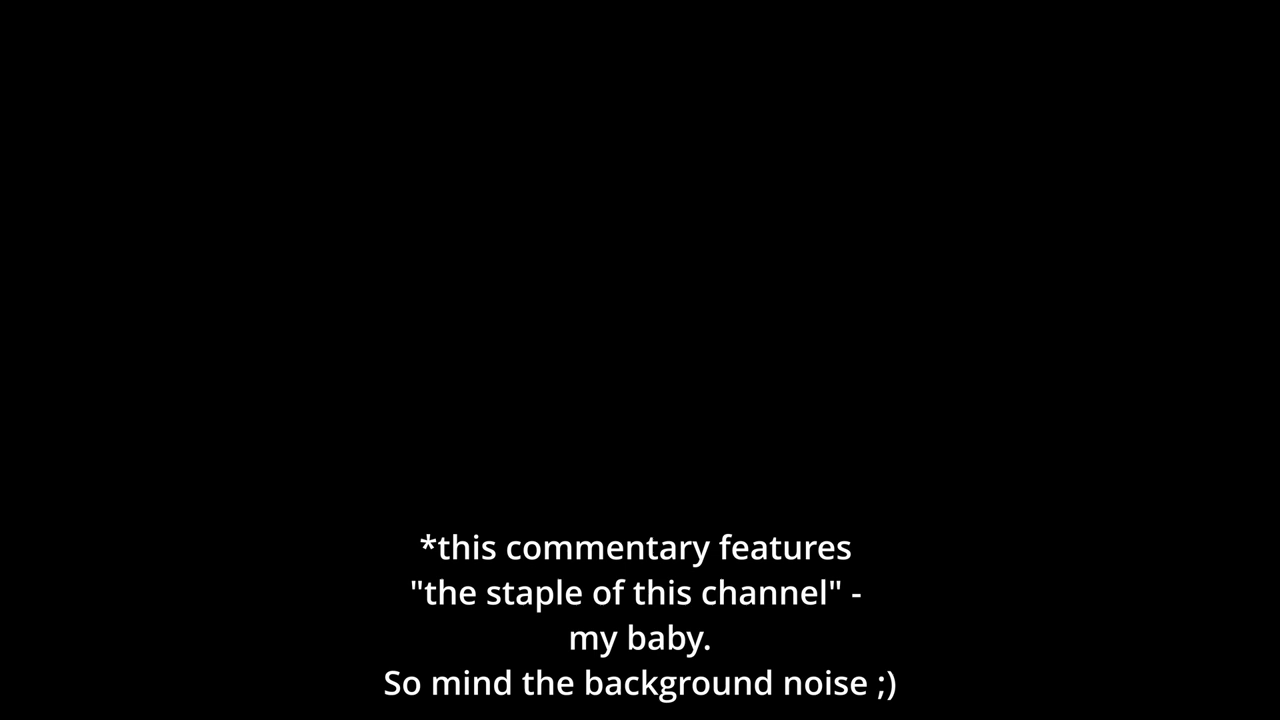 *this commentary features
"the staple of this channel" -
my baby.
So mind the background noise ;)